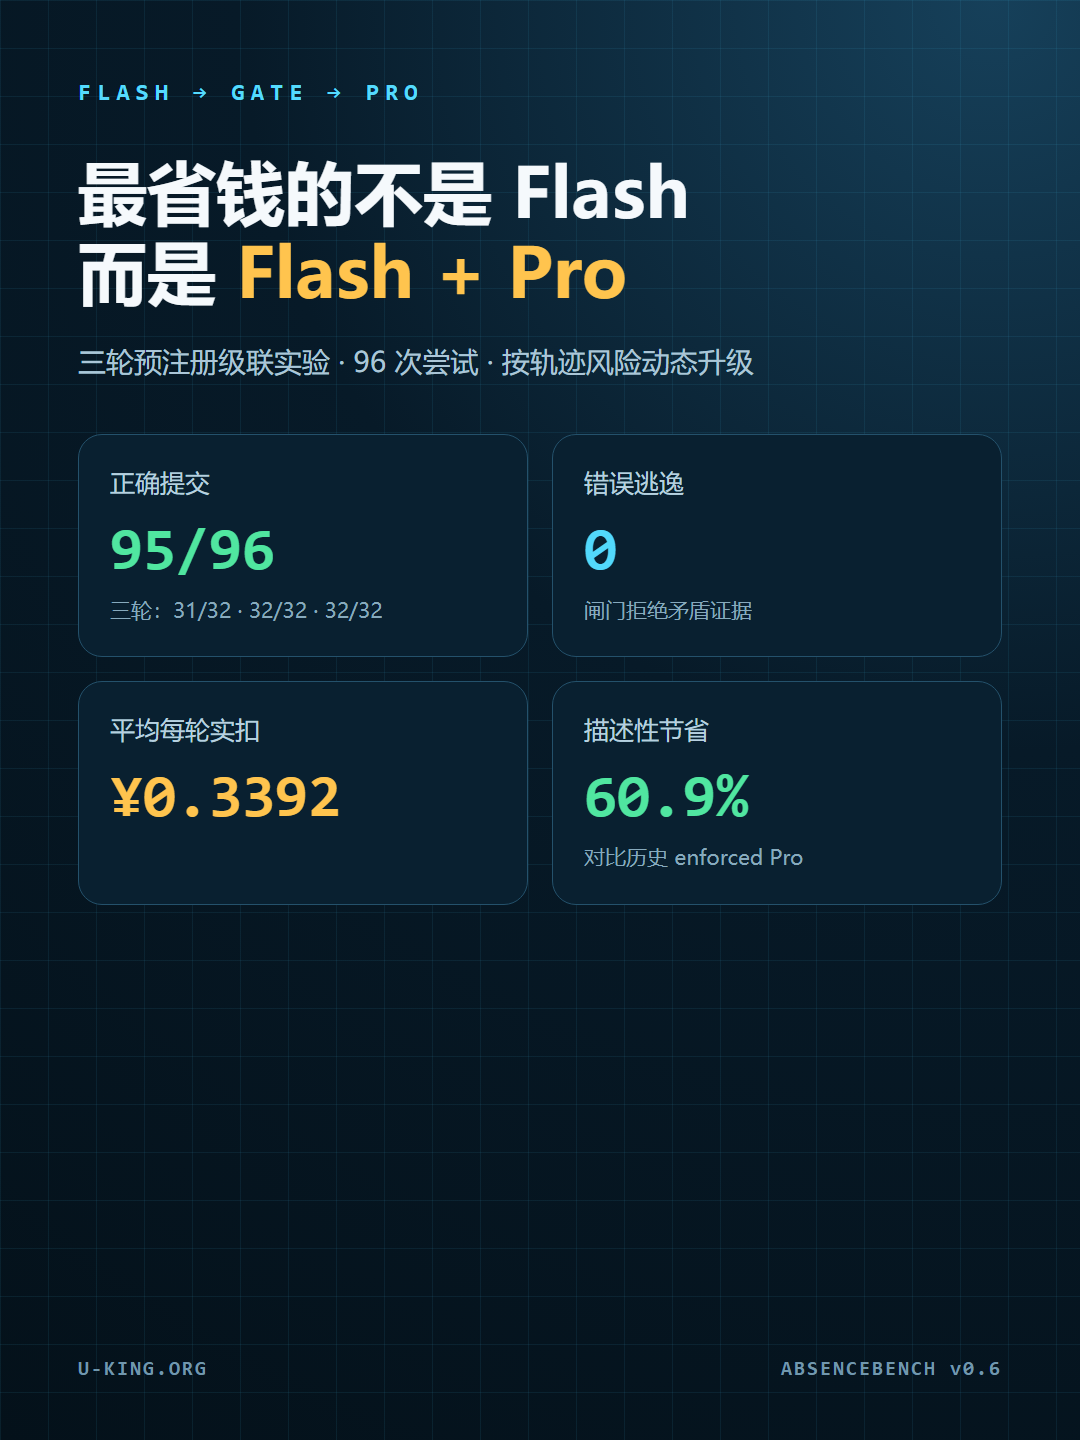 FLASH → GATE → PRO
最省钱的不是 Flash
而是 Flash + Pro
三轮预注册级联实验 · 96 次尝试 · 按轨迹风险动态升级
正确提交
95/96
三轮：31/32 · 32/32 · 32/32
错误逃逸
0
闸门拒绝矛盾证据
平均每轮实扣
¥0.3392
描述性节省
60.9%
对比历史 enforced Pro
U-KING.ORG
ABSENCEBENCH v0.6